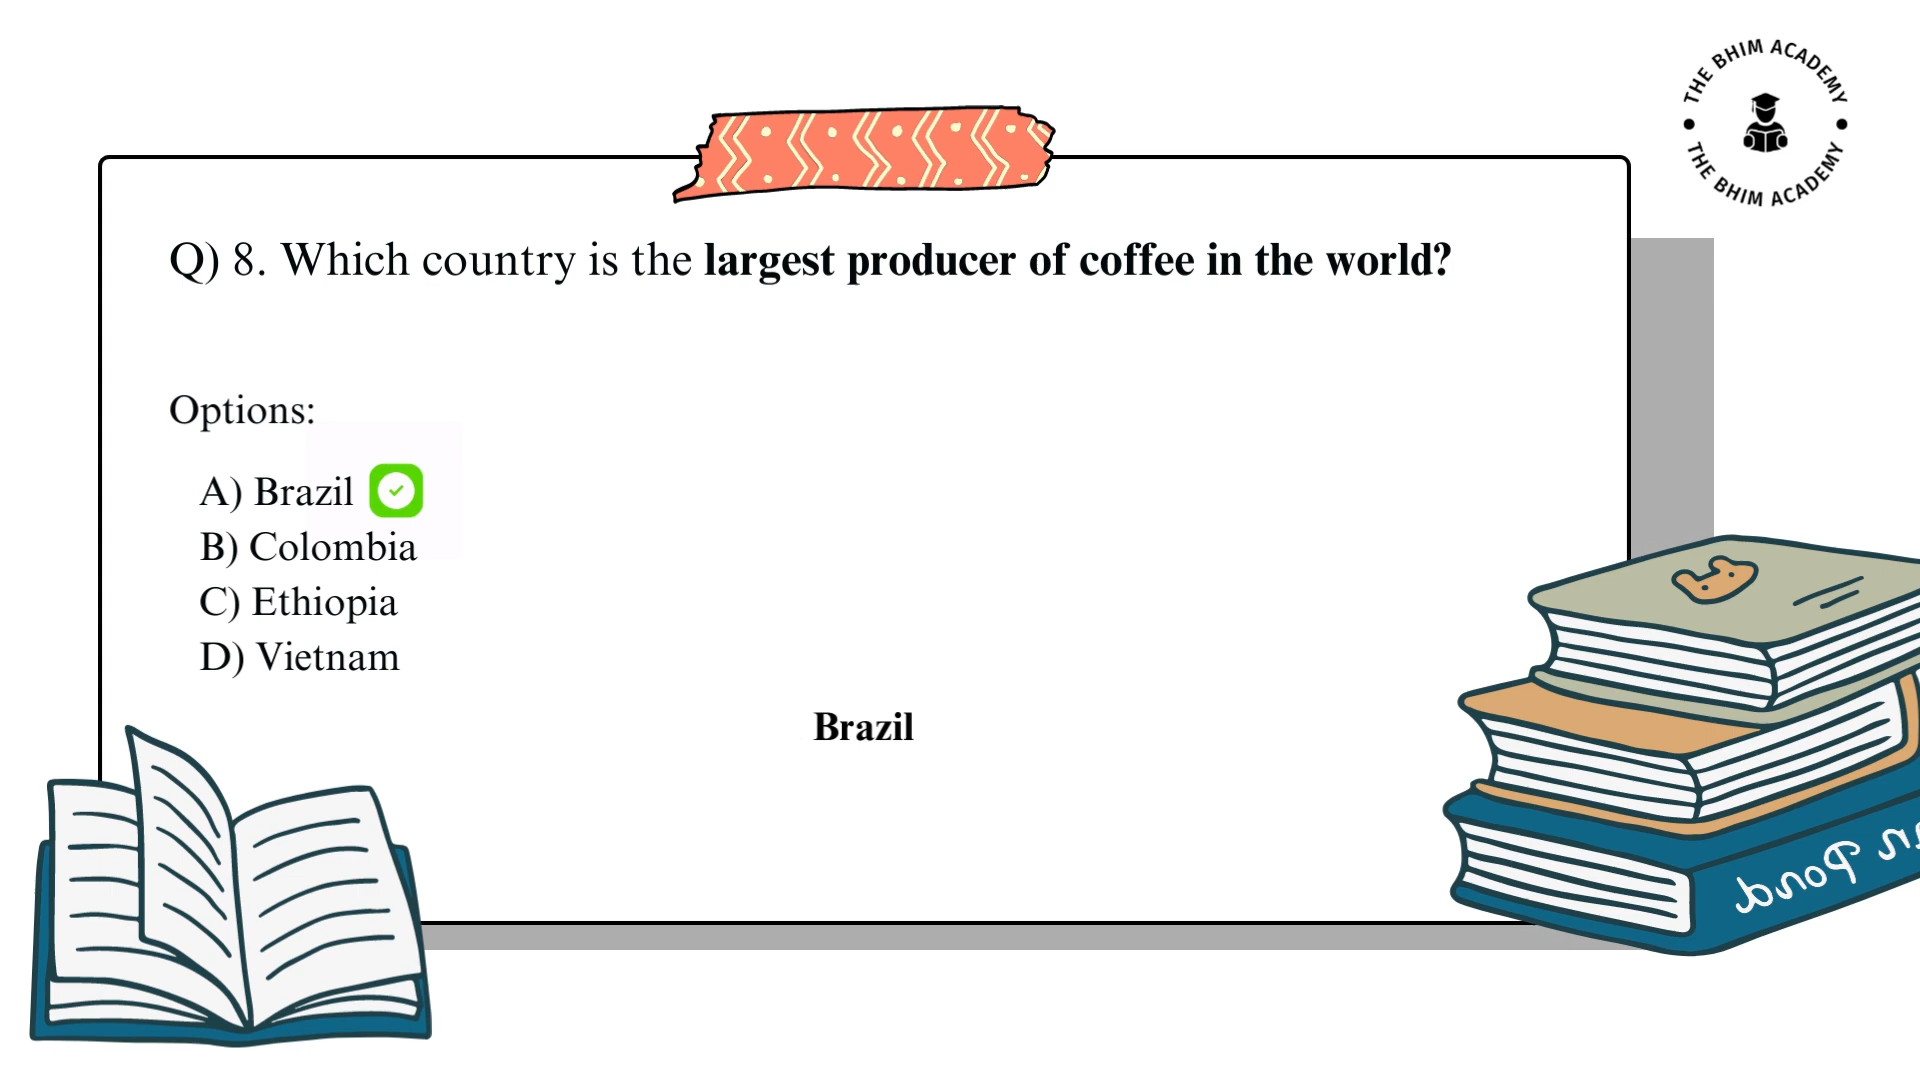 THE BHIM ACADEMY
THE BHIM ACADEMY
Q) 8. Which country is the largest producer of coffee in the world?
Options:
A) Brazil
B) Colombia
C) Ethiopia
D) Vietnam
Brazil
Pond